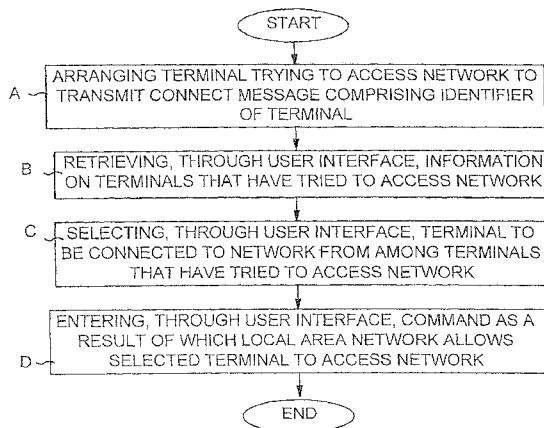 START
A
ARRANGING TERMINAL TRYING TO ACCESS NETWORK TO
TRANSMIT CONNECT MESSAGE COMPRISING IDENTIFIER
OF TERMINAL
B
RETRIEVING, THROUGH USER INTERFACE, INFORMATION
ON TERMINALS THAT HAVE TRIED TO ACCESS NETWORK
C
SELECTING, THROUGH USER INTERFACE, TERMINAL TO
BE CONNECTED TO NETWORK FROM AMONG TERMINALS
THAT HAVE TRIED TO ACCESS NETWORK
ENTERING, THROUGH USER INTERFACE, COMMAND AS A
RESULT OF WHICH LOCAL AREA NETWORK ALLOWS
D
SELECTED TERMINAL TO ACCESS NETWORK
END